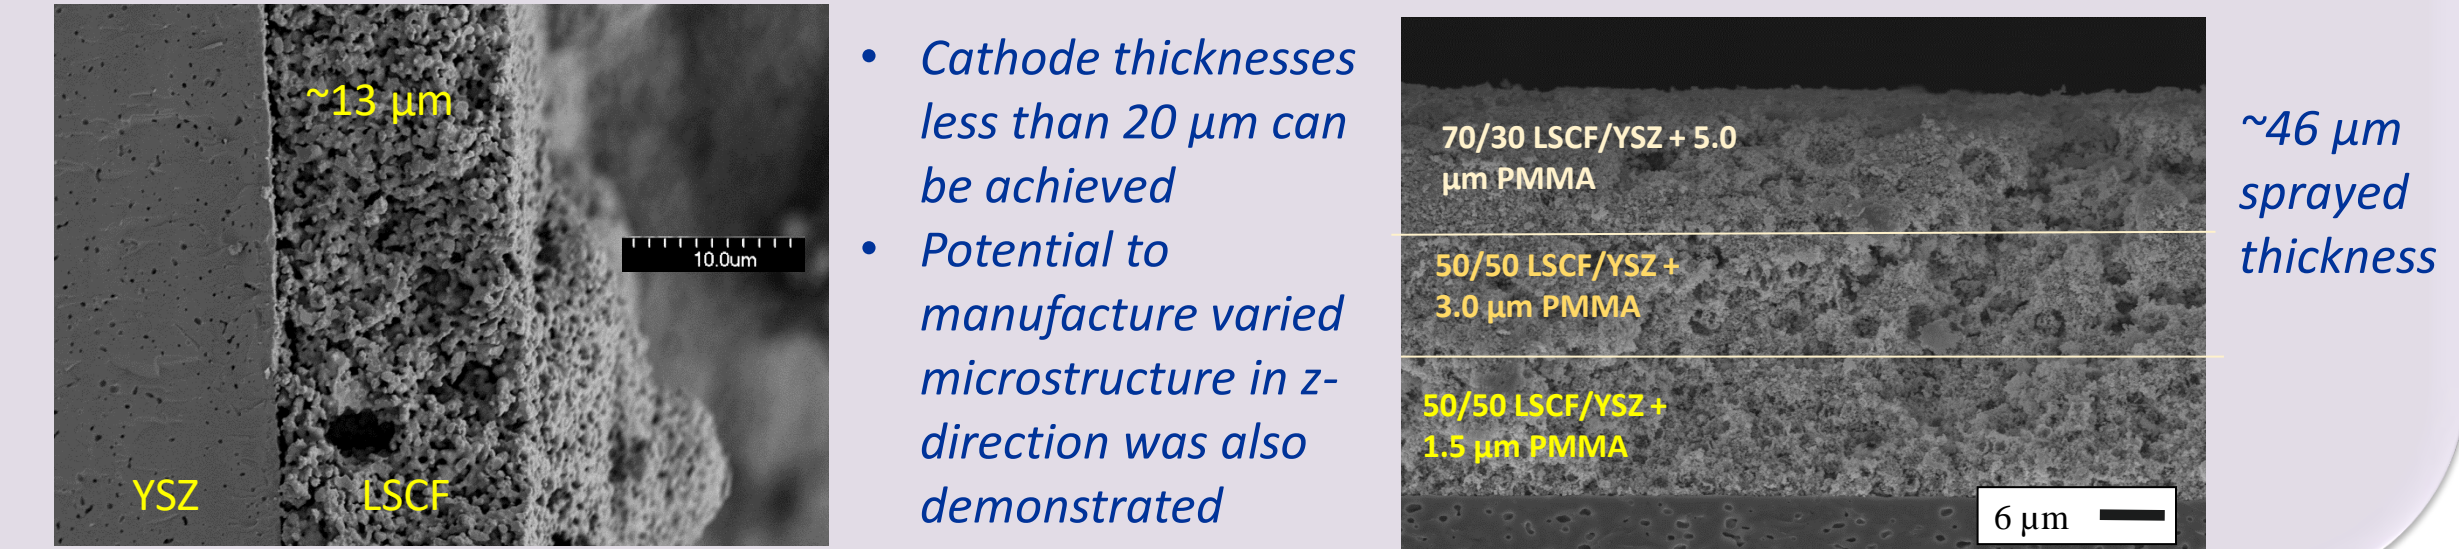 ~13 µm
10.0um
YSZ
LSCF
• Cathode thicknesses
less than 20 µm can
be achieved
• Potential to
manufacture varied
microstructure in z-
direction was also
demonstrated
70/30 LSCF/YSZ + 5.0
µm PMMA
50/50 LSCF/YSZ +
3.0 µm PMMA
50/50 LSCF/YSZ +
1.5 µm PMMA
6 µm
~46 µm
sprayed
thickness